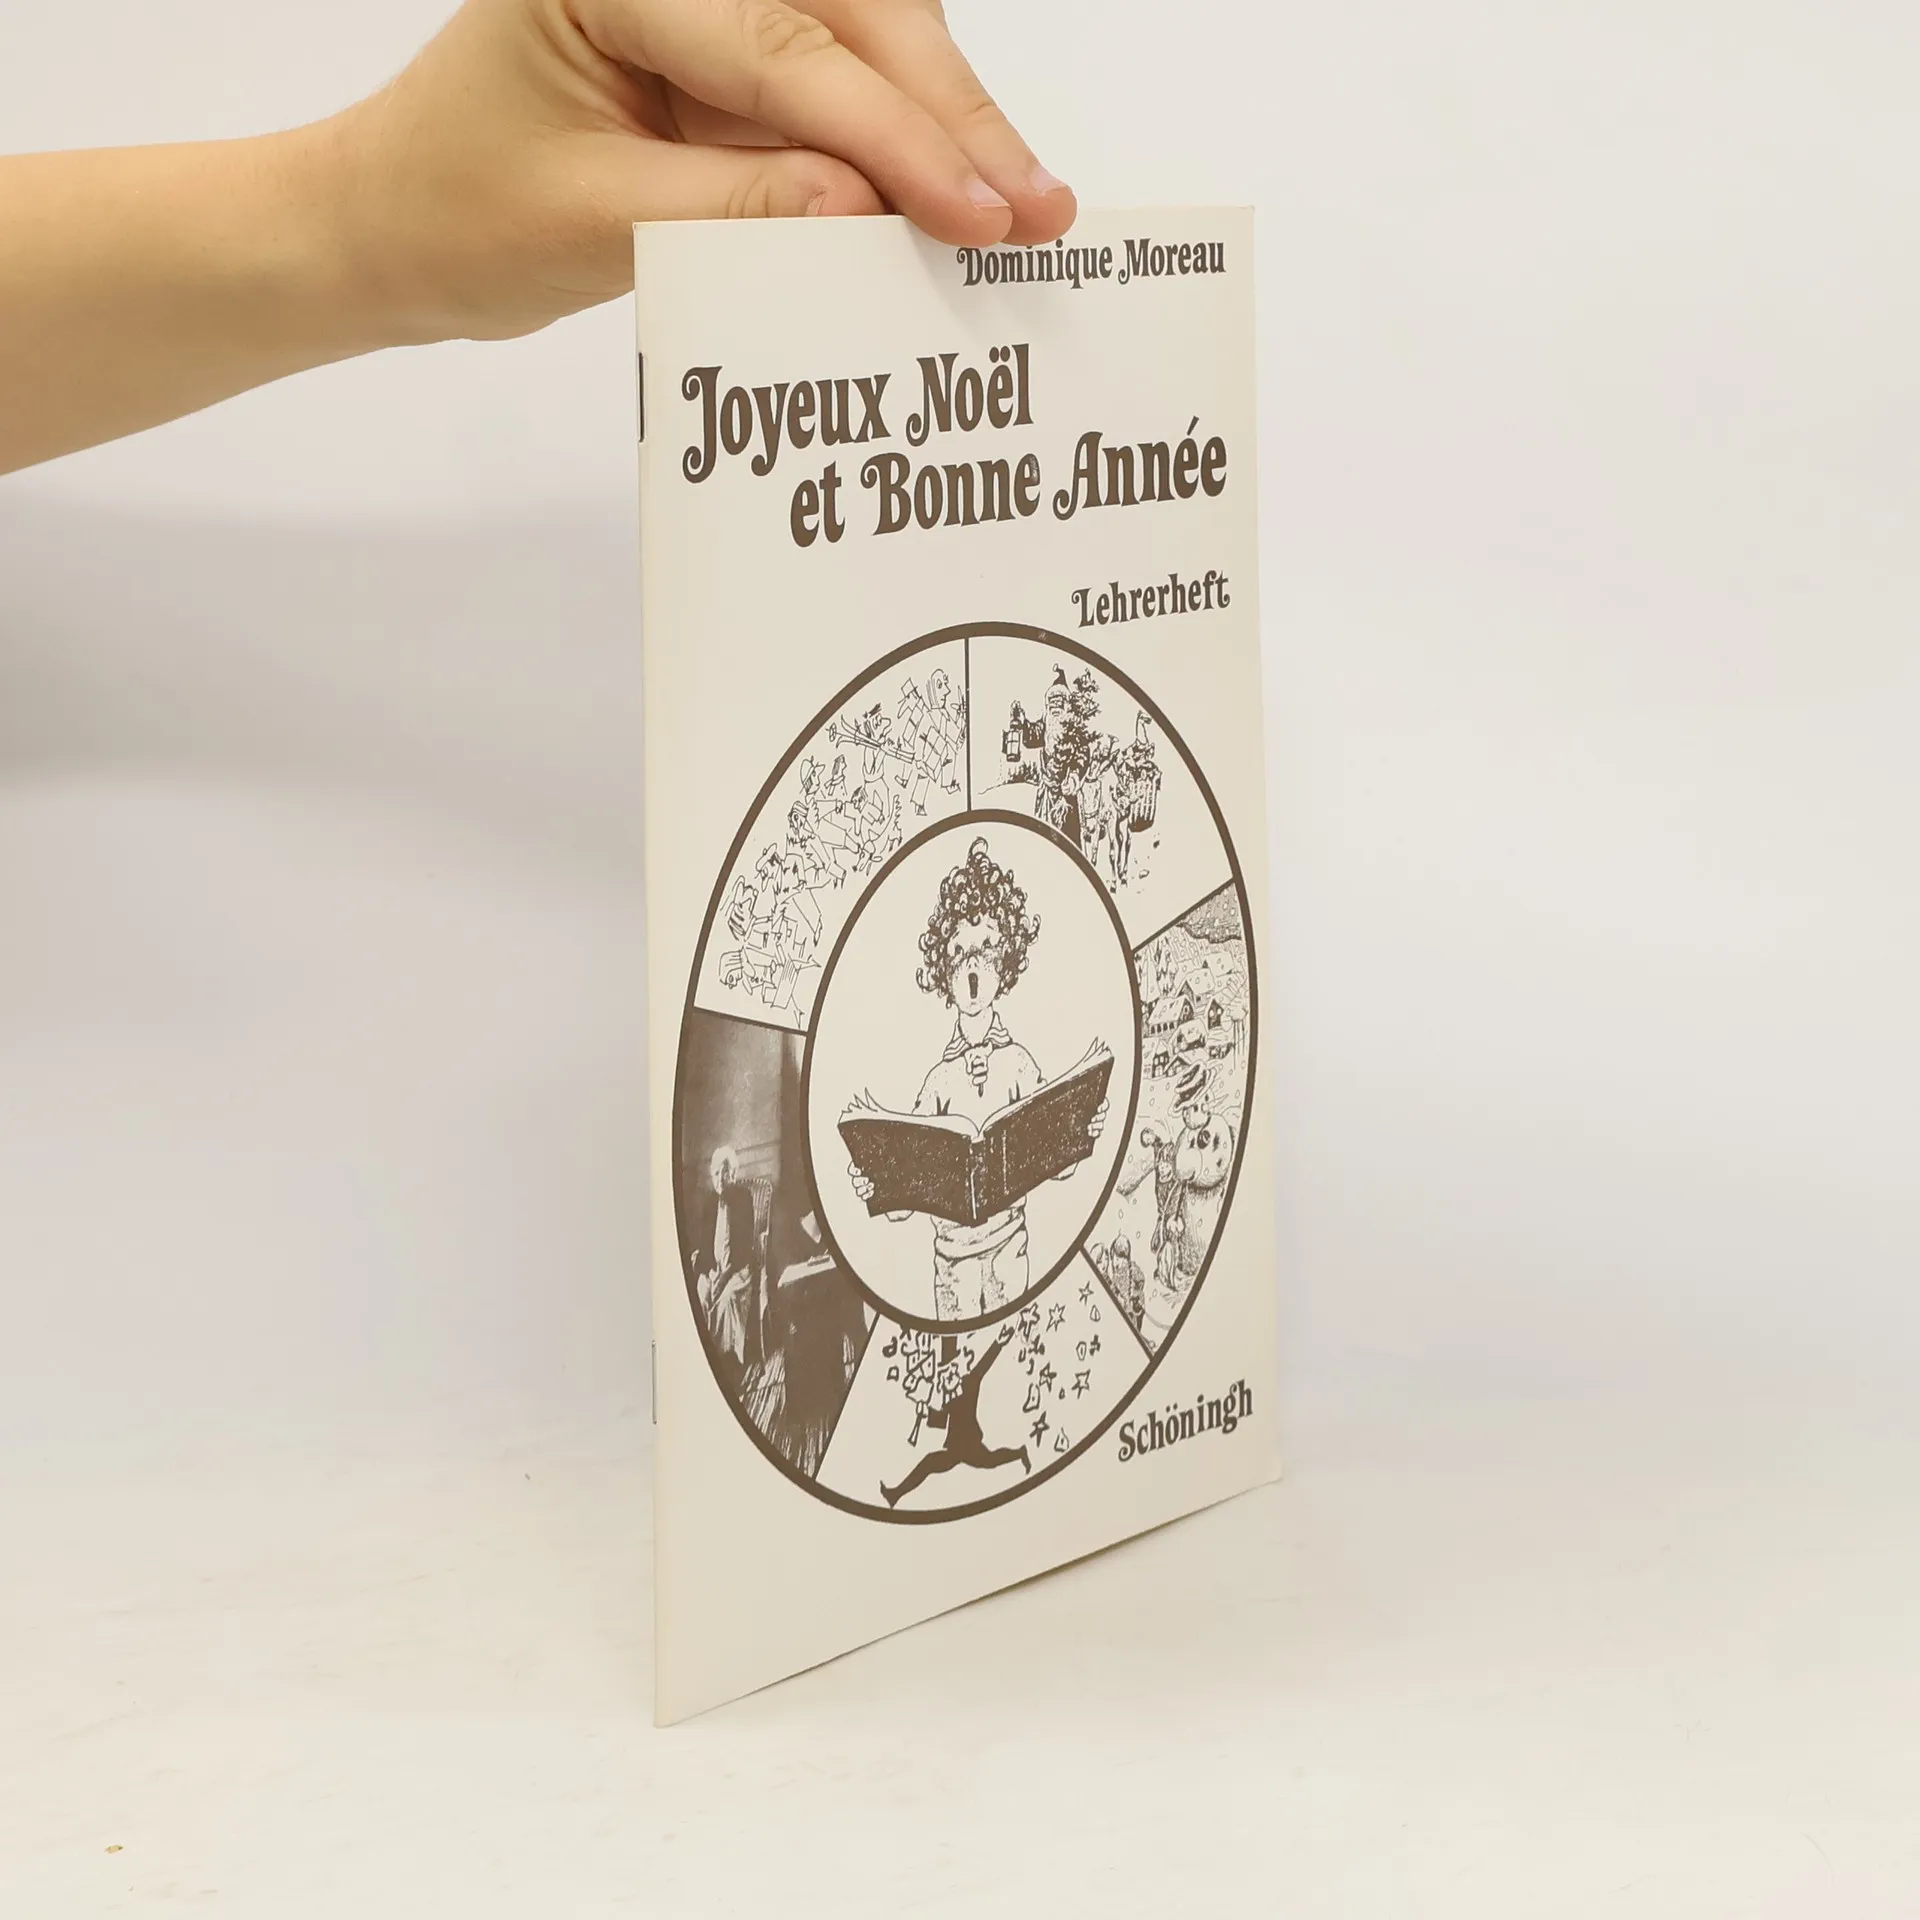 Dominique Moreau
Joyeux Noël
et Bonne Année
Lehrerheft
Schöningh